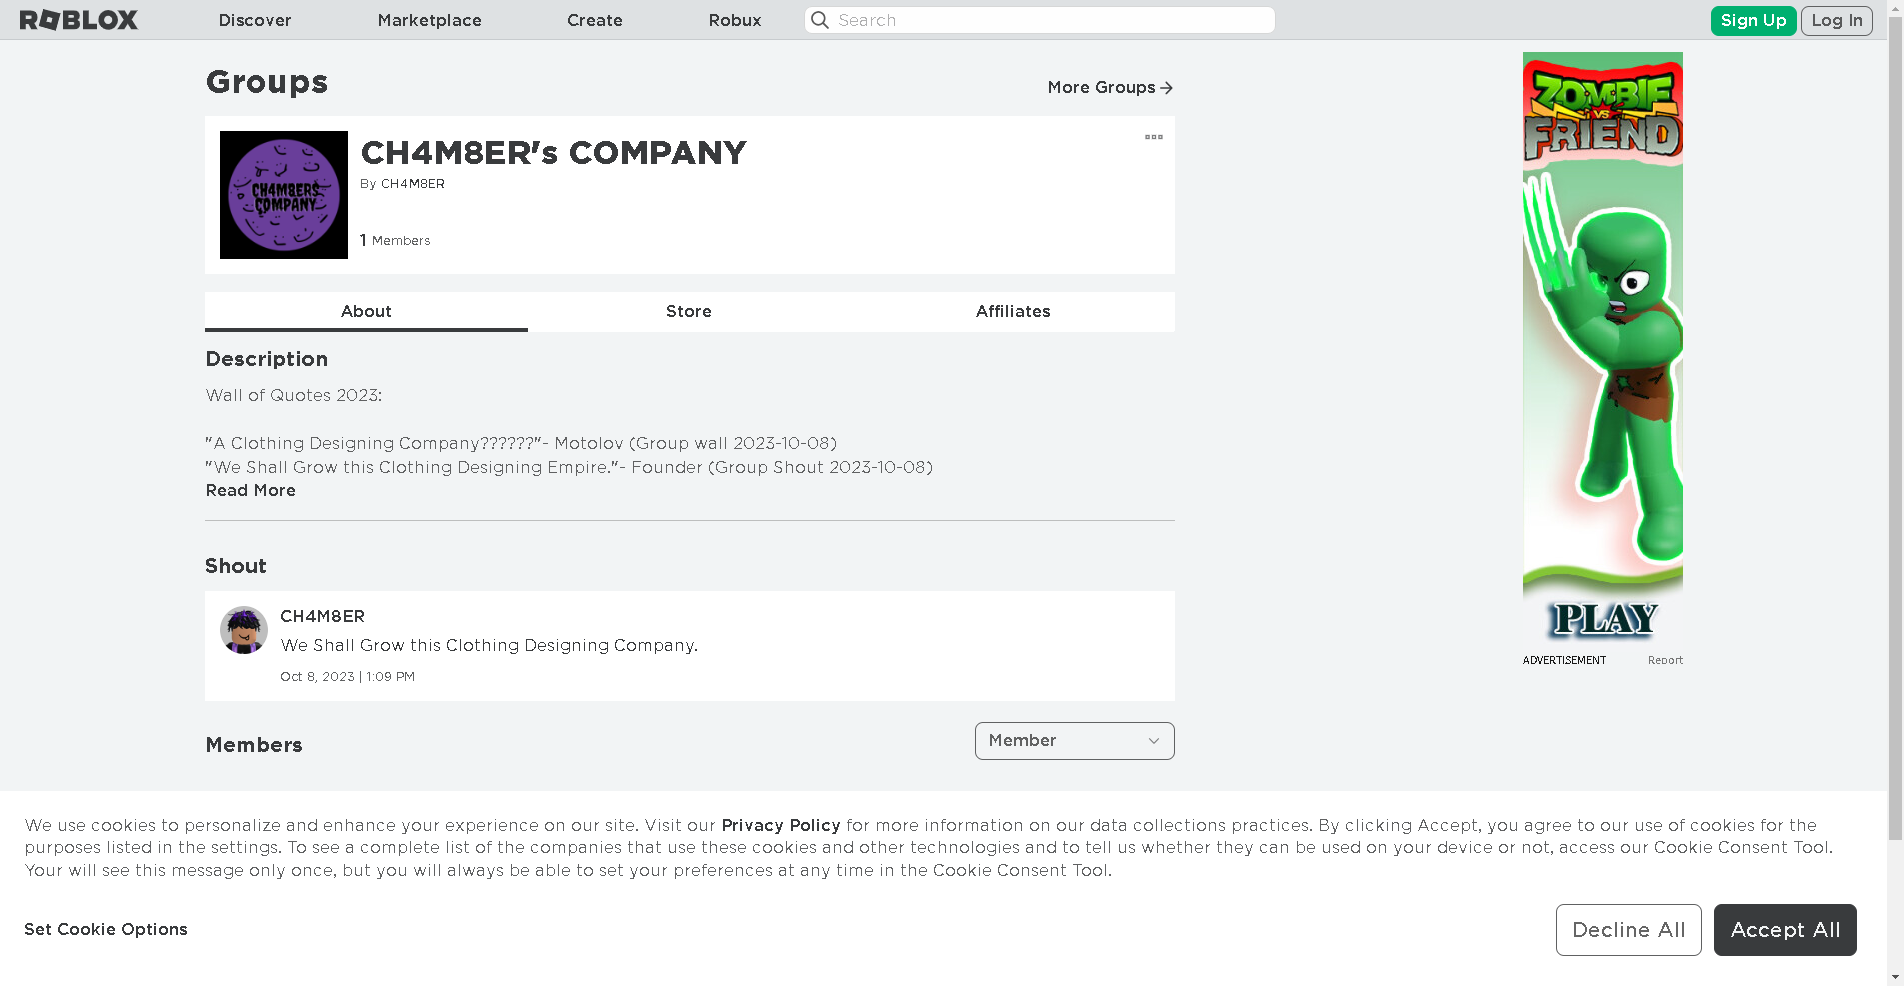 ROBLOX
Discover
Marketplace
Create
Robux
Search
Sign Up
Log In
Groups
More Groups
CH4M8ERS
COMPANY
CH4M8ER's COMPANY
By CH4M8ER
1 Members
About
Store
Affiliates
Description
Wall of Quotes 2023:
"A Clothing Designing Company??????"- Motolov (Group wall 2023-10-08)
"We Shall Grow this Clothing Designing Empire."- Founder (Group Shout 2023-10-08)
Read More
Shout
CH4M8ER
We Shall Grow this Clothing Designing Company.
Oct 8, 2023 | 1:09 PM
Members
Member
ZOMBIE
VS
FRIEND
PLAY
ADVERTISEMENT
Report
We use cookies to personalize and enhance your experience on our site. Visit our Privacy Policy for more information on our data collections practices. By clicking Accept, you agree to our use of cookies for the
purposes listed in the settings. To see a complete list of the companies that use these cookies and other technologies and to tell us whether they can be used on your device or not, access our Cookie Consent Tool.
Your will see this message only once, but you will always be able to set your preferences at any time in the Cookie Consent Tool.
Set Cookie Options
Decline All
Accept All